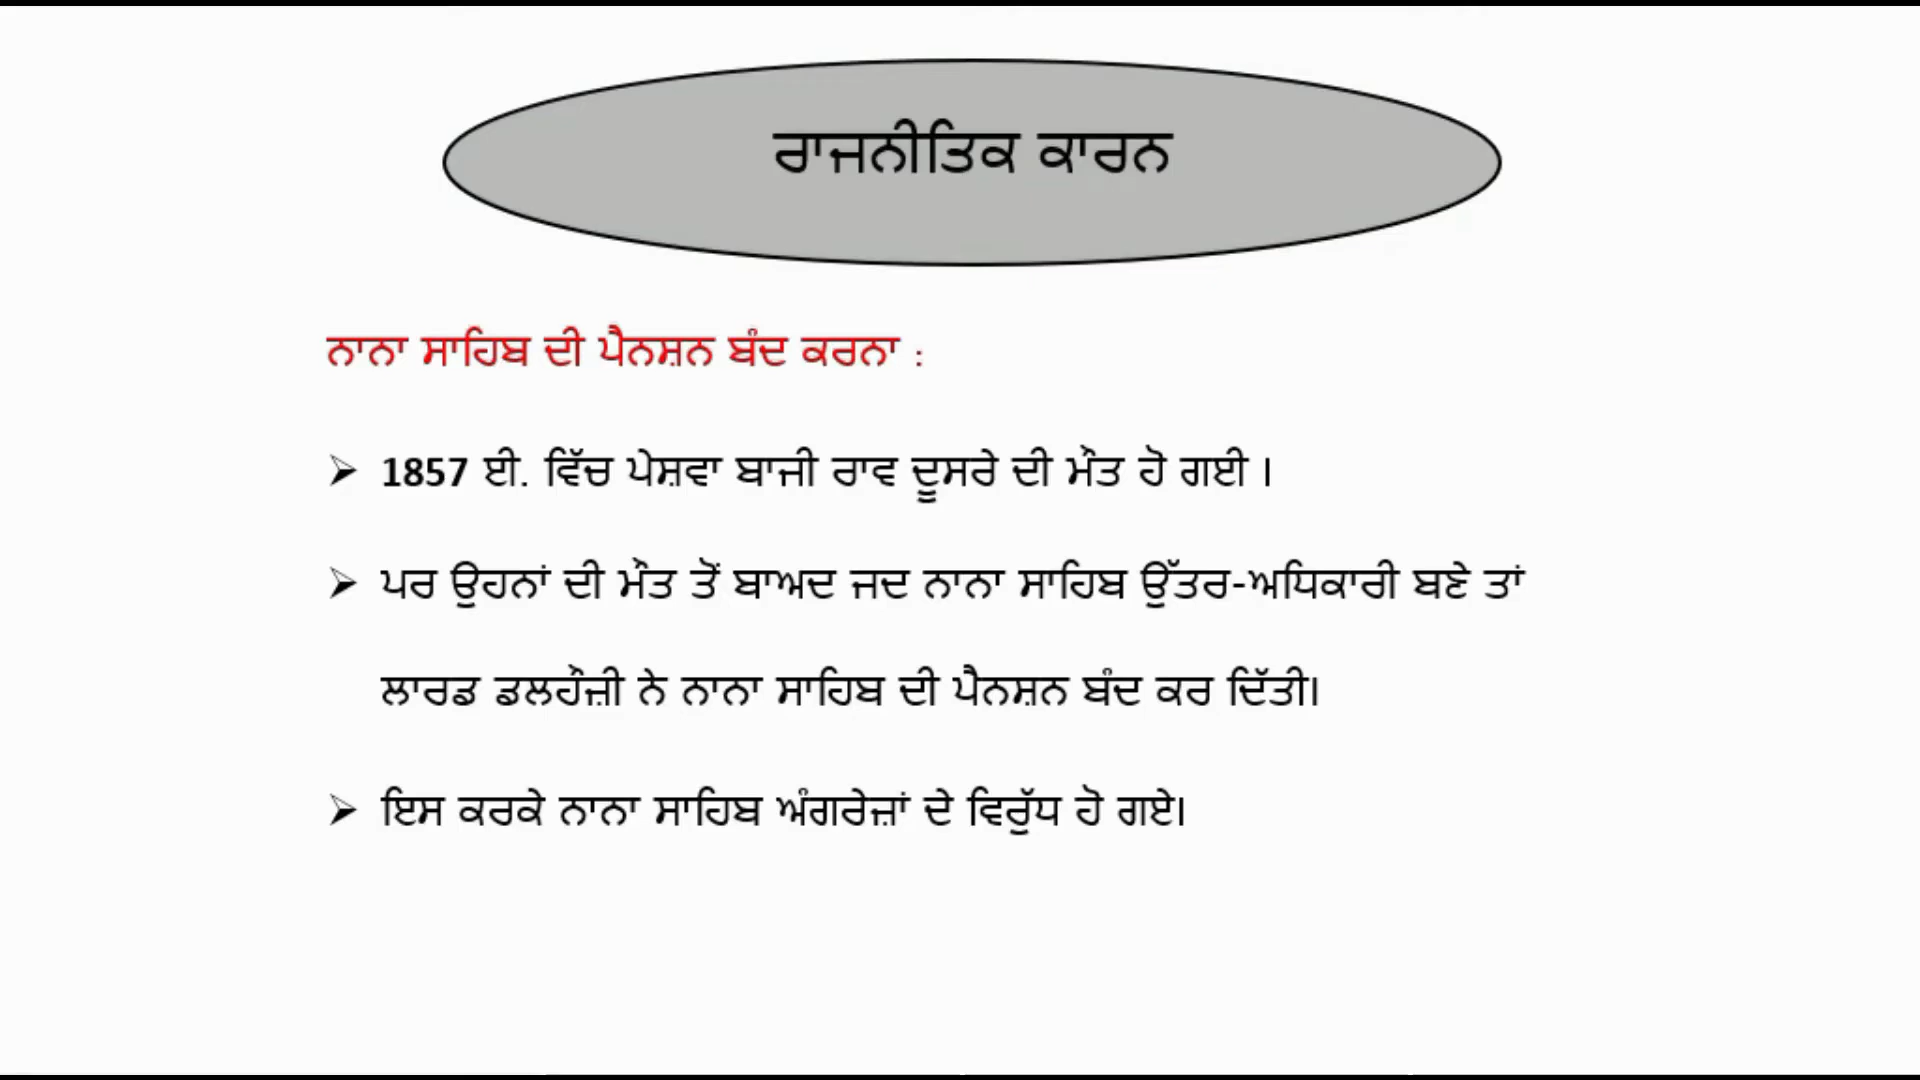 ਰਾਜਨੀਤਿਕ ਕਾਰਨ
ਨਾਨਾ ਸਾਹਿਬ ਦੀ ਪੈਨਸ਼ਨ ਬੰਦ ਕਰਨਾ :
➢ 1857 ਈ. ਵਿੱਚ ਪੇਸ਼ਵਾ ਬਾਜੀ ਰਾਵ ਦੂਸਰੇ ਦੀ ਮੌਤ ਹੋ ਗਈ ।
➢ ਪਰ ਉਹਨਾਂ ਦੀ ਮੌਤ ਤੋਂ ਬਾਅਦ ਜਦ ਨਾਨਾ ਸਾਹਿਬ ਉੱਤਰ-ਅਧਿਕਾਰੀ ਬਣੇ ਤਾਂ
ਲਾਰਡ ਡਲਹੌਜ਼ੀ ਨੇ ਨਾਨਾ ਸਾਹਿਬ ਦੀ ਪੈਨਸ਼ਨ ਬੰਦ ਕਰ ਦਿੱਤੀ।
➢ ਇਸ ਕਰਕੇ ਨਾਨਾ ਸਾਹਿਬ ਅੰਗਰੇਜ਼ਾਂ ਦੇ ਵਿਰੁੱਧ ਹੋ ਗਏ।